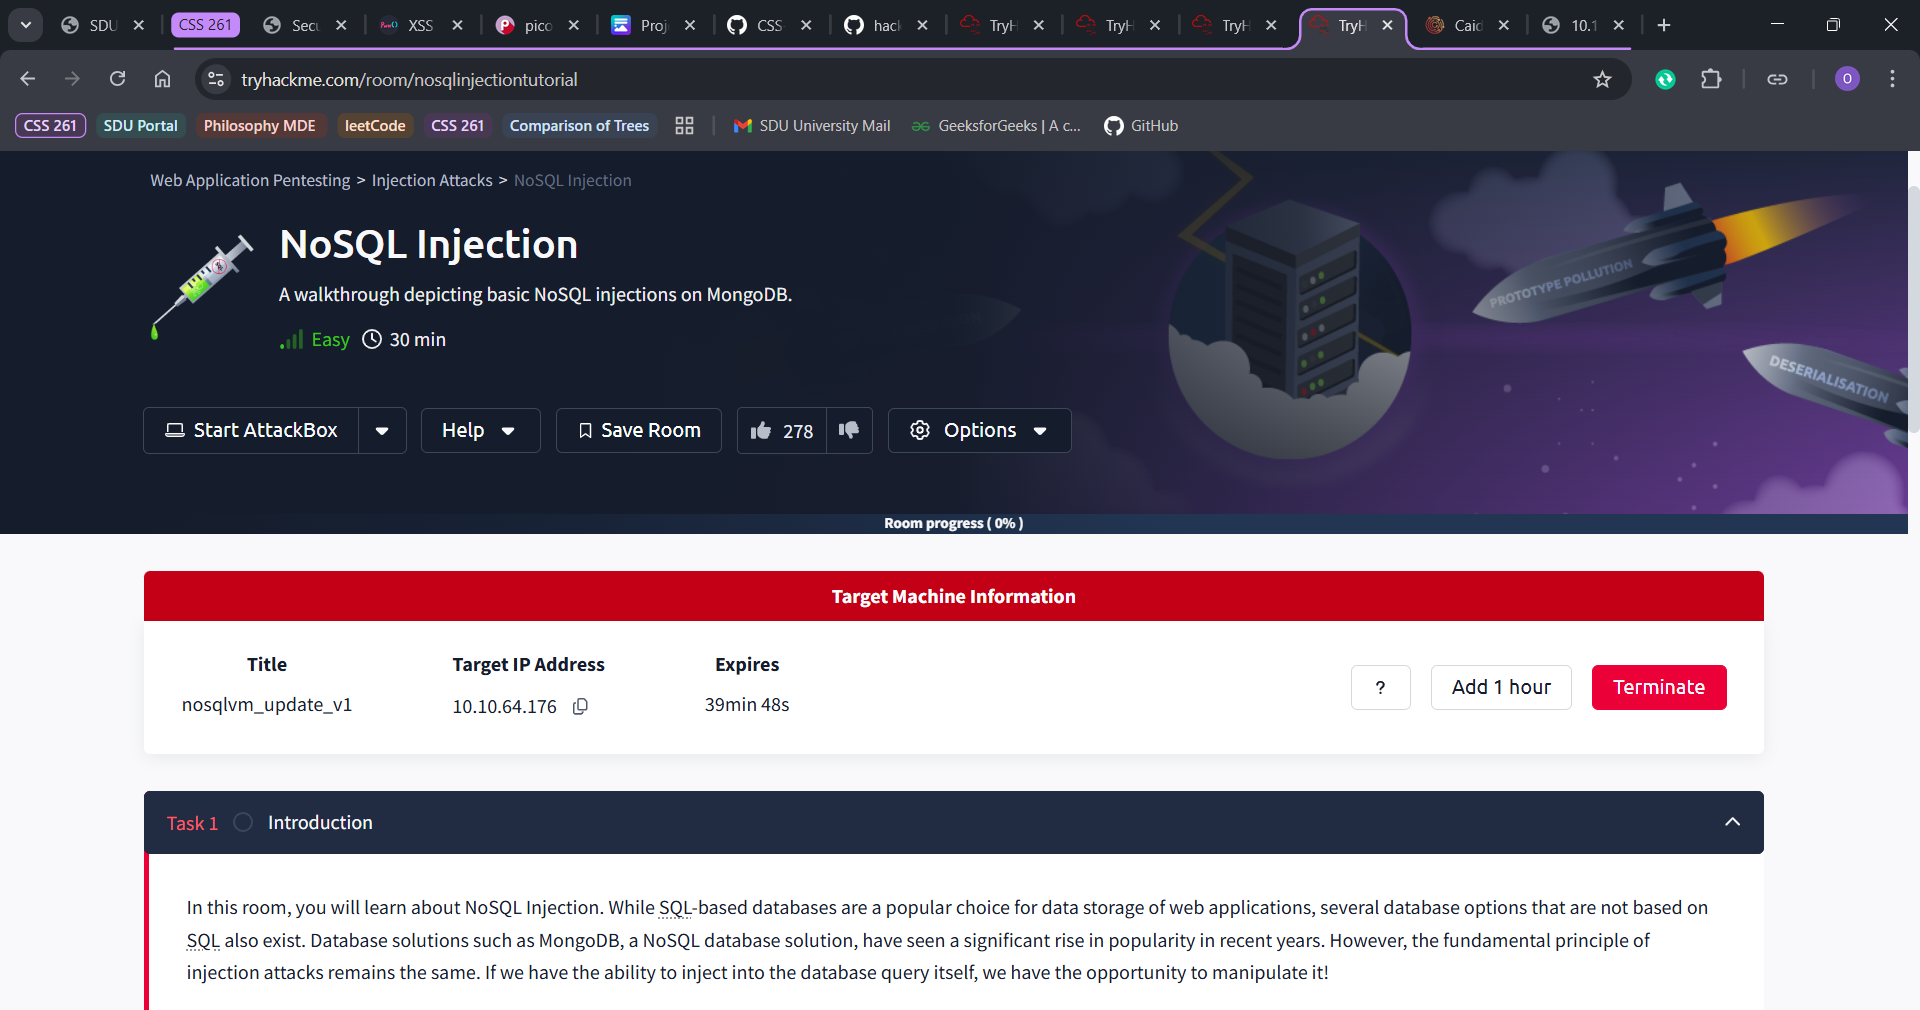 SDU
CSS 261
Secu
XSS
pico
Proj
CSS-
hack
TryH
TryH
TryH
TryH
Caid
10.1
tryhackme.com/room/nosqlinjectiontutorial
O
CSS 261
SDU Portal
Philosophy MDE
leetCode
CSS 261
Comparison of Trees
SDU University Mail
GeeksforGeeks | A c...
GitHub
Web Application Pentesting > Injection Attacks > NoSQL Injection
NoSQL Injection
A walkthrough depicting basic NoSQL injections on MongoDB.
Easy 30 min
PROTOTYPE POLLUTION
DESERIALISATION
Start AttackBox
Help
Save Room
278
Options
Room progress ( 0% )
Target Machine Information
Title Target IP Address Expires
nosqlvm_update_v1 10.10.64.176 39min 48s
?
Add 1 hour
Terminate
Task 1 Introduction
In this room, you will learn about NoSQL Injection. While SQL-based databases are a popular choice for data storage of web applications, several database options that are not based on
SQL also exist. Database solutions such as MongoDB, a NoSQL database solution, have seen a significant rise in popularity in recent years. However, the fundamental principle of
injection attacks remains the same. If we have the ability to inject into the database query itself, we have the opportunity to manipulate it!